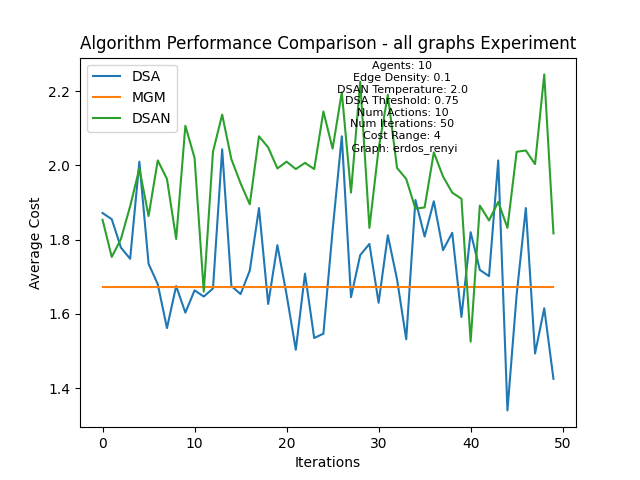 Algorithm Performance Comparison - all graphs Experiment
DSA
MGM
DSAN
Agents: 10
Edge Density: 0.1
DSAN Temperature: 2.0
DSA Threshold: 0.75
Num Actions: 10
Num Iterations: 50
Cost Range: 4
Graph: erdos_renyi
Average Cost
2.2
2.0
1.8
1.6
1.4
0 10 20 30 40 50
Iterations